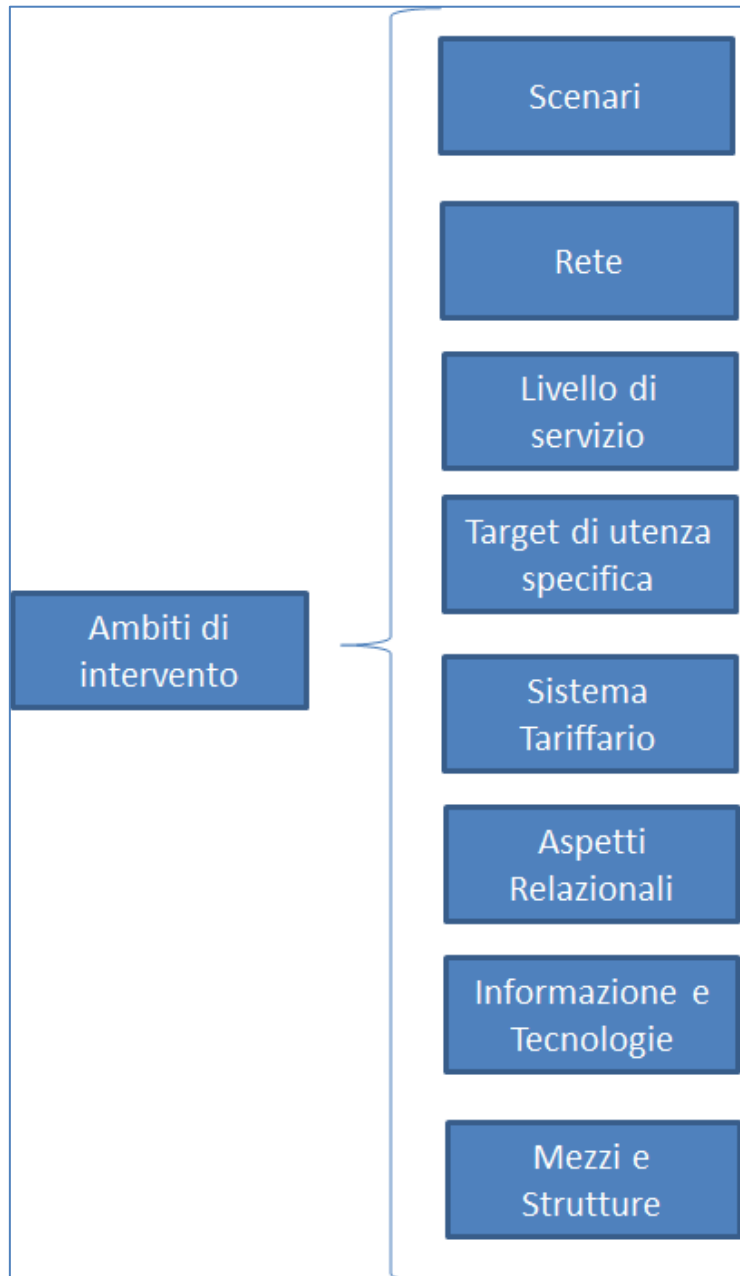 Scenari
Rete
Livello di
servizio
Target di utenza
specifica
Ambiti di
intervento
Sistema
Tariffario
Aspetti
Relazionali
Informazione e
Tecnologie
Mezzi e
Strutture